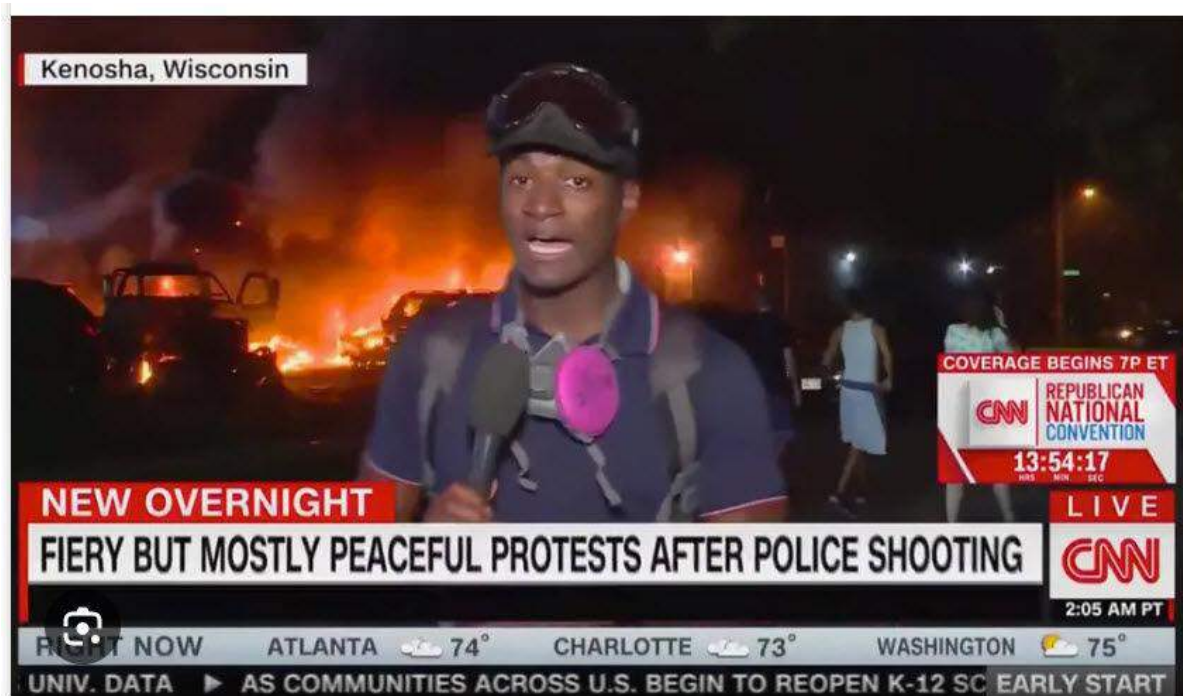 Kenosha, Wisconsin
COVERAGE BEGINS 7P ET
CNN
REPUBLICAN
NATIONAL
CONVENTION
13:54:17
HRS MIN SEC
NEW OVERNIGHT
FIERY BUT MOSTLY PEACEFUL PROTESTS AFTER POLICE SHOOTING
LIVE
CNN
2:05 AM PT
RIGHT NOW ATLANTA 74° CHARLOTTE 73° WASHINGTON 75°
UNIV. DATA ▶ AS COMMUNITIES ACROSS U.S. BEGIN TO REOPEN K-12 SC EARLY START